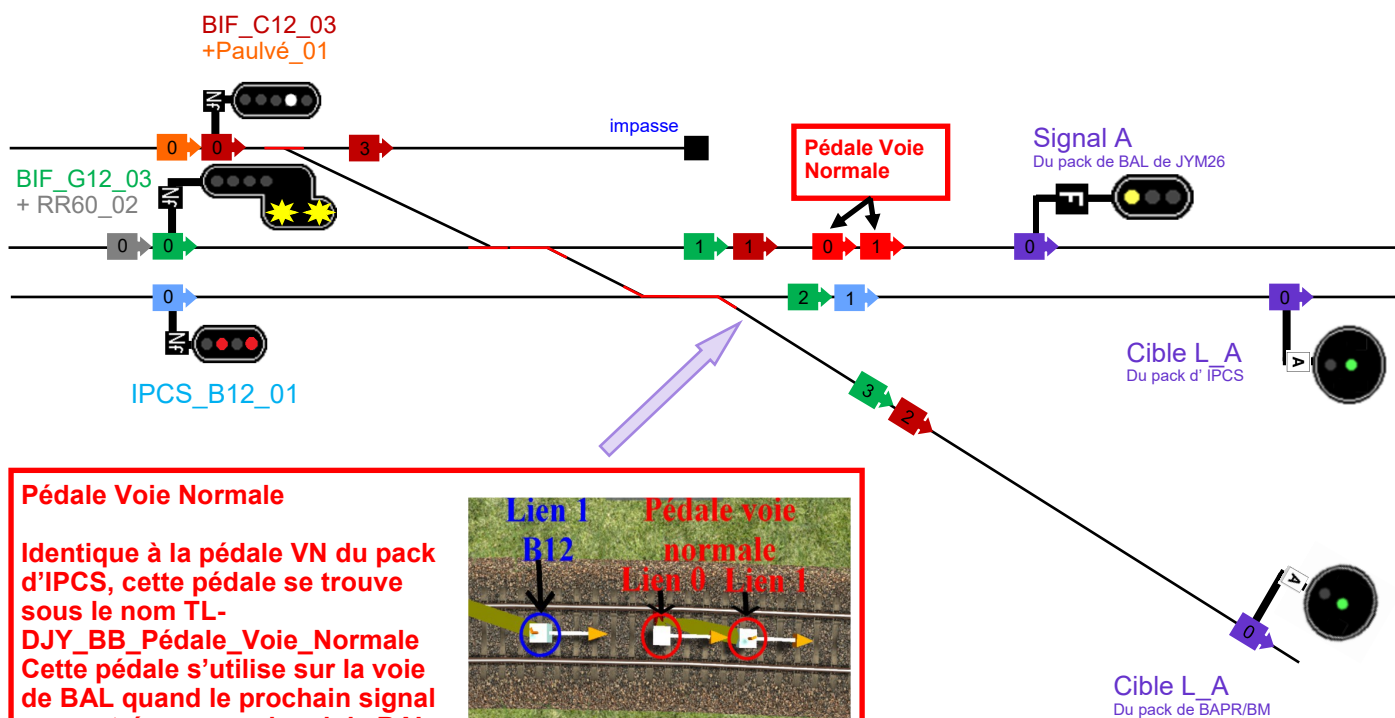 BIF_C12_03
+Paulvé_01
Nf
0 0 3
impasse
Pédale Voie
Normale
Signal A
Du pack de BAL de JYM26
F
BIF_G12_03
+ RR60_02
Nf
0 0 1 1 0 1 0
0 2 1 0
Nf
IPCS_B12_01
Cible L_A
Du pack d' IPCS
A
3 2
Pédale Voie Normale
Identique à la pédale VN du pack
d'IPCS, cette pédale se trouve
sous le nom TL-
DJY_BB_Pédale_Voie_Normale
Cette pédale s'utilise sur la voie
de BAL quand le prochain signal
Lien 1
B12
Pédale voie
normale
Lien 0 Lien 1
A
0
Cible L_A
Du pack de BAPR/BM